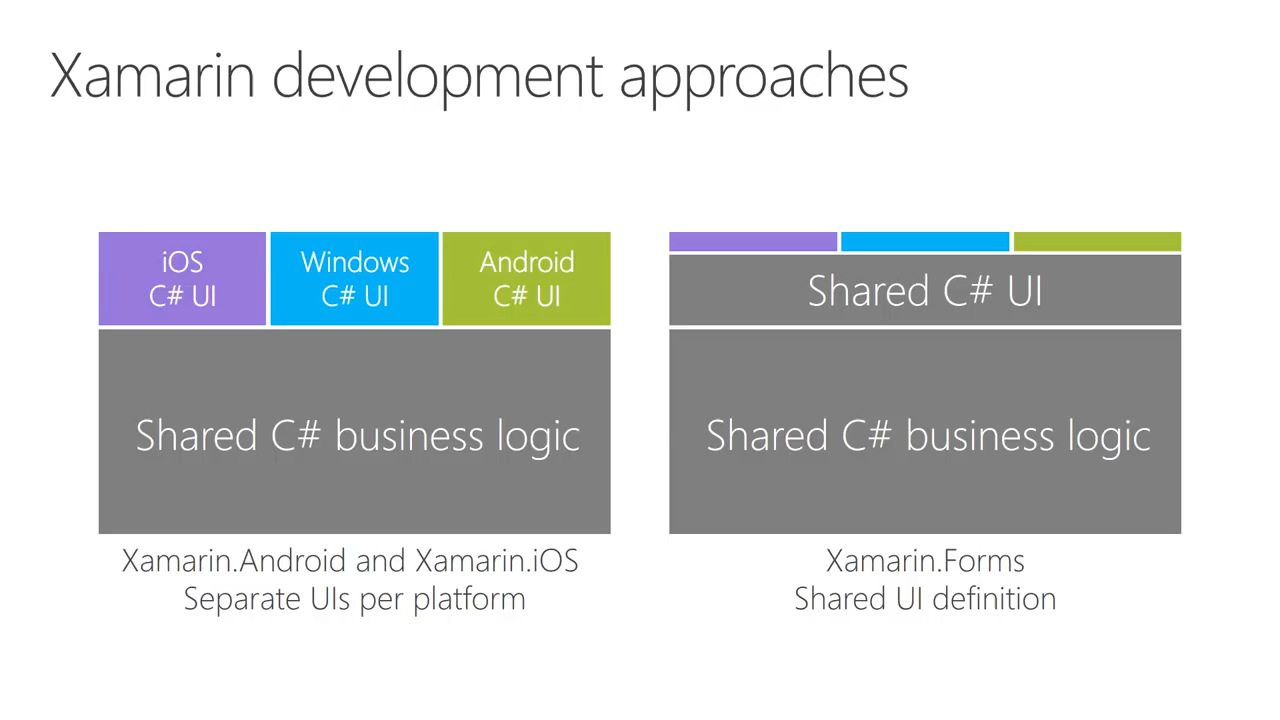 Xamarin development approaches
iOS
C# UI
Windows
C# UI
Android
C# UI
Shared C# business logic
Xamarin.Android and Xamarin.iOS
Separate UIs per platform
Shared C# UI
Shared C# business logic
Xamarin.Forms
Shared UI definition